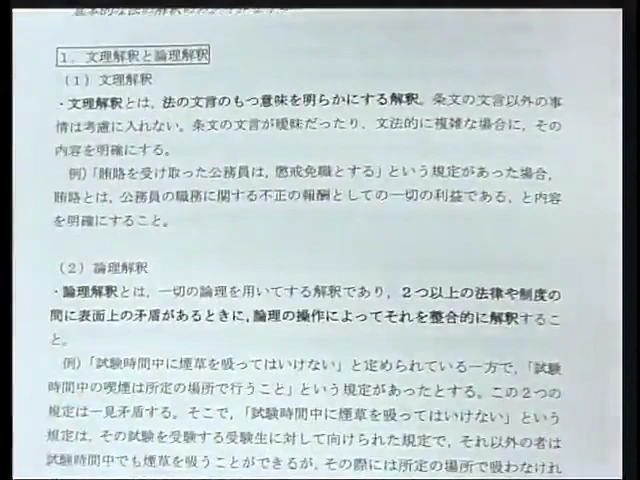 基本的な法の解釈の
1. 文理解釈と論理解釈
(1) 文理解釈
・文理解釈とは, 法の文言のもつ意味を明らかにする解釈。条文の文言以外の事
情は考慮に入れない。条文の文言が曖昧だったり, 文法的に複雑な場合に, その
内容を明確にする。
例)「賄賂を受け取った公務員は, 懲戒免職とする」という規定があった場合,
賄賂とは, 公務員の職務に関する不正の報酬としての一切の利益である, と内容
を明確にすること。
(2) 論理解釈
・論理解釈とは, 一切の論理を用いてする解釈であり, 2つ以上の法律や制度の
間に表面上の矛盾があるときに, 論理の操作によってそれを整合的に解釈するこ
と。
例)「試験時間中に煙草を吸ってはいけない」と定められている一方で,「試験
時間中の喫煙は所定の場所で行うこと」という規定があったとする。この2つの
規定は一見矛盾する。そこで,「試験時間中に煙草を吸ってはいけない」という
規定は, その試験を受験する受験生に対して向けられた規定で, それ以外の者は
試験時間中でも煙草を吸うことができるが, その際には所定の場所で吸わなけれ